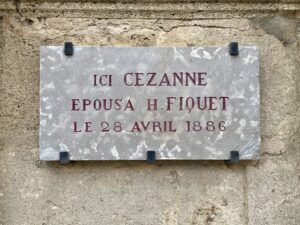 ICI CEZANNE
EPOUSA H. FIQUET
LE 28 AVRIL 1886